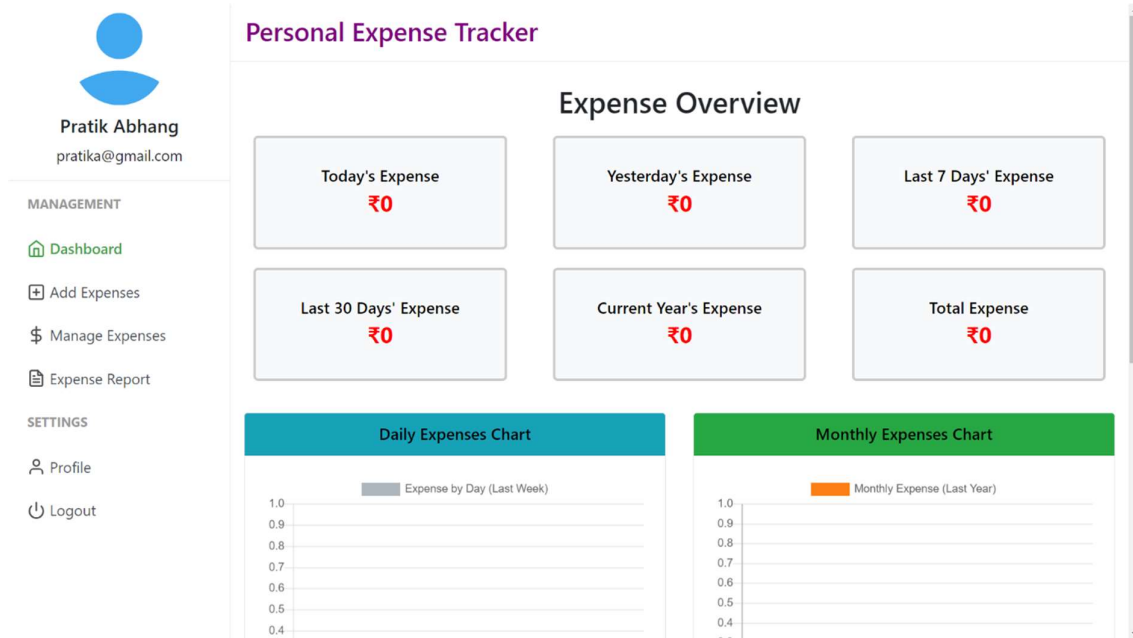 Pratik Abhang
pratika@gmail.com
MANAGEMENT
Dashboard
Add Expenses
Manage Expenses
Expense Report
SETTINGS
Profile
Logout
Personal Expense Tracker
Expense Overview
Today's Expense
₹0
Yesterday's Expense
₹0
Last 7 Days' Expense
₹0
Last 30 Days' Expense
₹0
Current Year's Expense
₹0
Total Expense
₹0
Daily Expenses Chart
Expense by Day (Last Week)
1.0
0.9
0.8
0.7
0.6
0.5
0.4
Monthly Expenses Chart
Monthly Expense (Last Year)
1.0
0.9
0.8
0.7
0.6
0.5
0.4